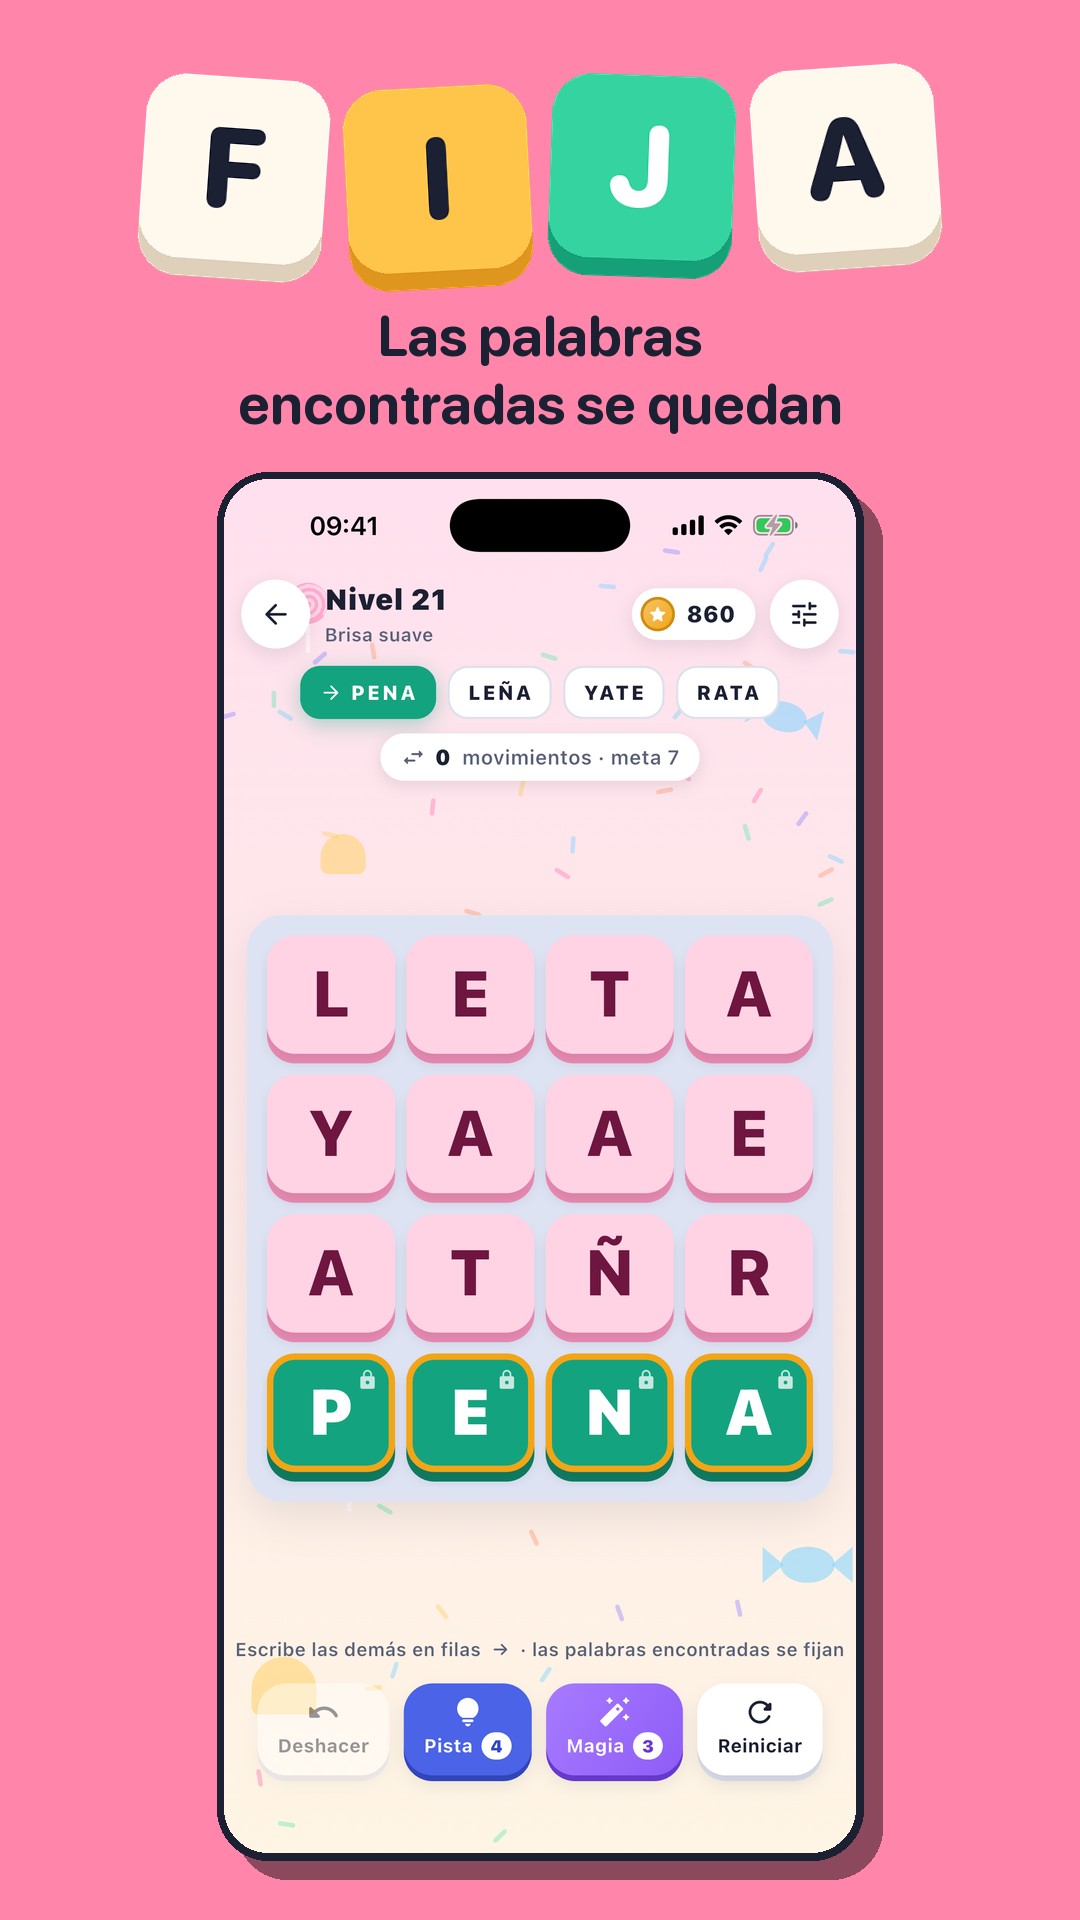 FIJA
Las palabras
encontradas se quedan
09:41
Nivel 21
Brisa suave
860
→ PENA LEÑA YATE RATA
0 movimientos · meta 7
L E T A
Y A A E
A T Ñ R
P E N A
Escribe las demás en filas → · las palabras encontradas se fijan
Deshacer Pista 4 Magia 3 Reiniciar